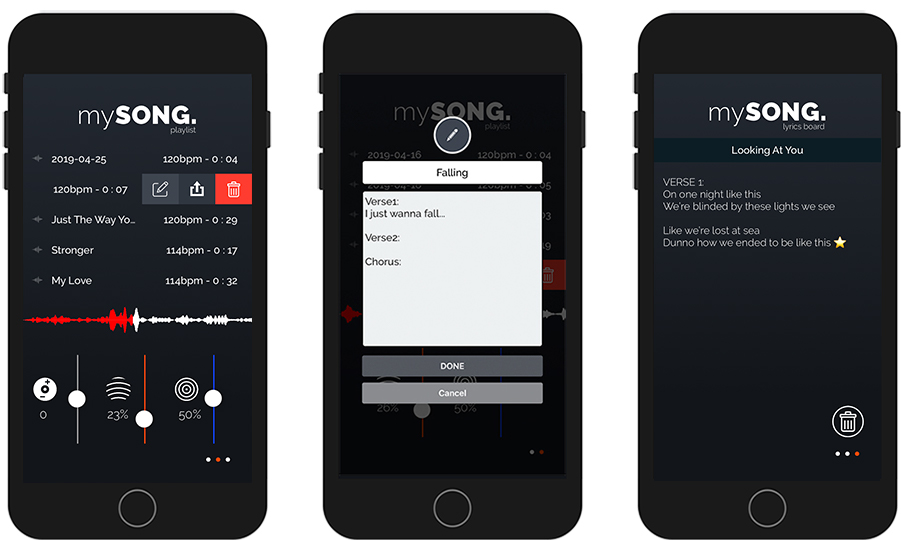 mySONG.
playlist
2019-04-25 120bpm - 0 : 04
120bpm - 0 : 07
Just The Way Yo... 120bpm - 0 : 29
Stronger 114bpm - 0 : 17
My Love 114bpm - 0 : 32
0 23% 50%
mySONG.
playlist
2019-04-16 120bpm - 0 : 04
Falling
Verse1:
I just wanna fall...
Verse2:
Chorus:
DONE
Cancel
26% 50%
mySONG.
lyrics board
Looking At You
VERSE 1:
On one night like this
We're blinded by these lights we see
Like we're lost at sea
Dunno how we ended to be like this ⭐